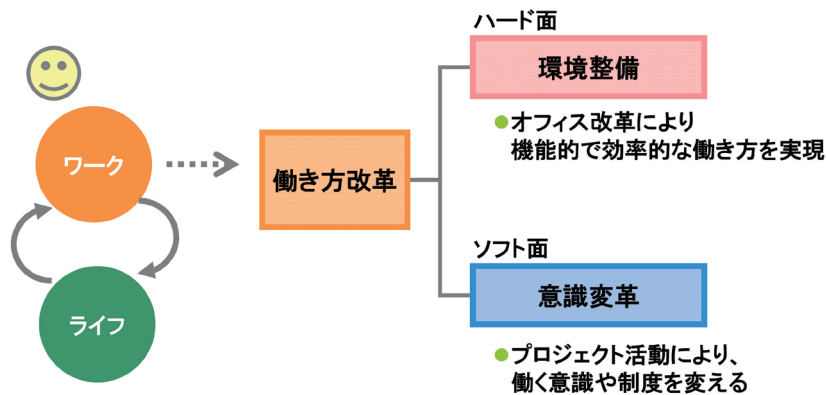 ワーク
ライフ
働き方改革
ハード面
環境整備
●オフィス改革により
機能的で効率的な働き方を実現
ソフト面
意識変革
●プロジェクト活動により、
働く意識や制度を変える